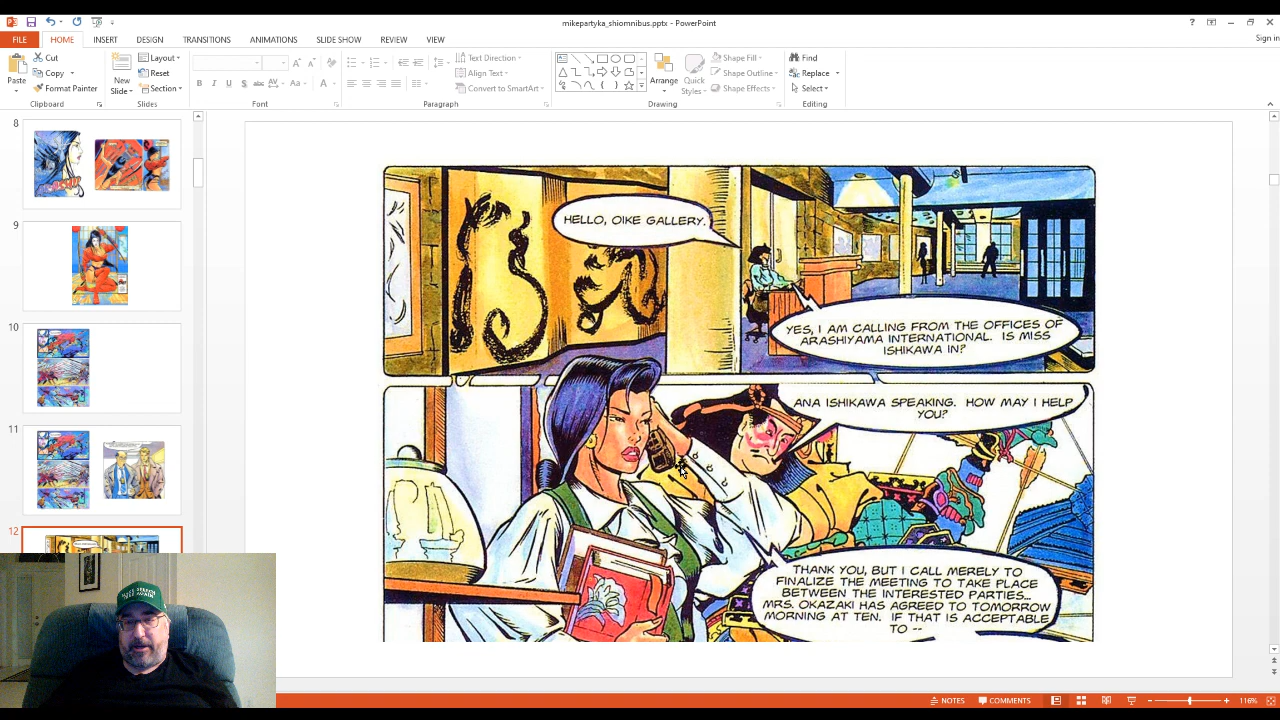 mikepartyka_shiomnibus.pptx - PowerPoint
Sign in
FILE HOME INSERT DESIGN TRANSITIONS ANIMATIONS SLIDE SHOW REVIEW VIEW
Paste
Cut
Copy
Format Painter
Clipboard
New
Slide
Layout
Reset
Section
Slides
B I U S abc AV Aa A
Font
Text Direction
Align Text
Convert to SmartArt
Paragraph
Arrange
Quick
Styles
Shape Fill
Shape Outline
Shape Effects
Drawing
Find
Replace
Select
Editing
8
9
10
11
12
HELLO, OIKE GALLERY.
YES, I AM CALLING FROM THE OFFICES OF
ARASHIYAMA INTERNATIONAL. IS MISS
ISHIKAWA IN?
ANA ISHIKAWA SPEAKING. HOW MAY I HELP
YOU?
THANK YOU, BUT I CALL MERELY TO
FINALIZE THE MEETING TO TAKE PLACE
BETWEEN THE INTERESTED PARTIES...
MRS. OKAZAKI HAS AGREED TO TOMORROW
MORNING AT TEN. IF THAT IS ACCEPTABLE
TO --
NOTES COMMENTS 116%